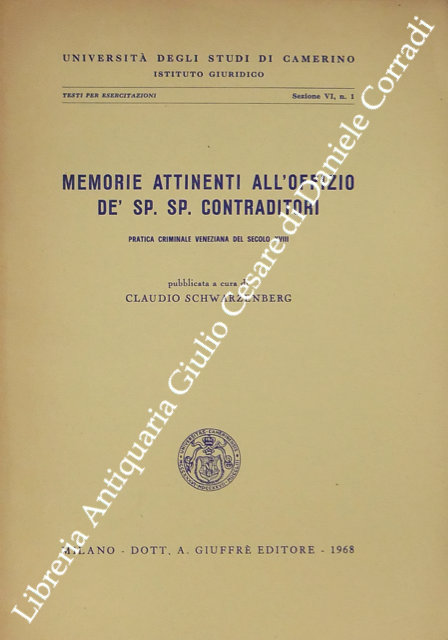 UNIVERSITÀ DEGLI STUDI DI CAMERINO
ISTITUTO GIURIDICO
TESTI PER ESERCITAZIONI Sezione VI, n. 1
MEMORIE ATTINENTI ALL'OFFIZIO
DE' SP. SP. CONTRADITORI
PRATICA CRIMINALE VENEZIANA DEL SECOLO XVIII
pubblicata a cura di
CLAUDIO SCHWARZENBERG
MILANO - DOTT. A. GIUFFRÈ EDITORE - 1968
Libreria Antiquaria Giulio Cesare di Daniele Corradi